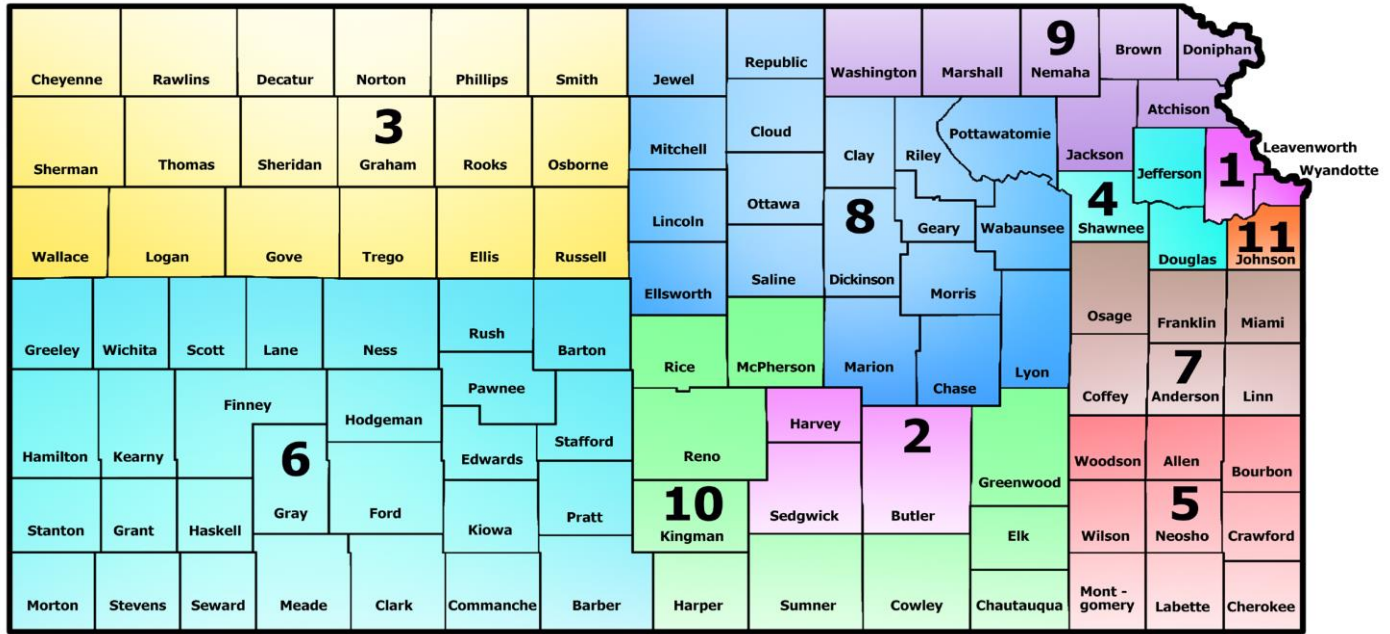 9
Cheyenne Rawlins Decatur Norton Phillips Smith Jewel Republic Washington Marshall Nemaha Brown Doniphan
3
Sherman Thomas Sheridan Graham Rooks Osborne Mitchell Cloud Clay Riley Pottawatomie Jackson Atchison
Jefferson 1 Leavenworth
Wyandotte
Wallace Logan Gove Trego Ellis Russell Lincoln Ottawa 8 Geary Wabaunsee 4 Shawnee Douglas 11 Johnson
Ellsworth Saline Dickinson Morris
Greeley Wichita Scott Lane Ness Rush Barton Rice McPherson Marion Chase Lyon Osage Franklin Miami
Pawnee
7
Hamilton Kearny Finney Hodgeman Edwards Stafford Reno Harvey 2 Greenwood Coffey Anderson Linn
6
Woodson Allen Bourbon
Stanton Grant Haskell Gray Ford Kiowa Pratt 10 Kingman Sedgwick Butler Elk Wilson 5 Neosho Crawford
Morton Stevens Seward Meade Clark Commanche Barber Harper Sumner Cowley Chautauqua Mont -
gomery Labette Cherokee